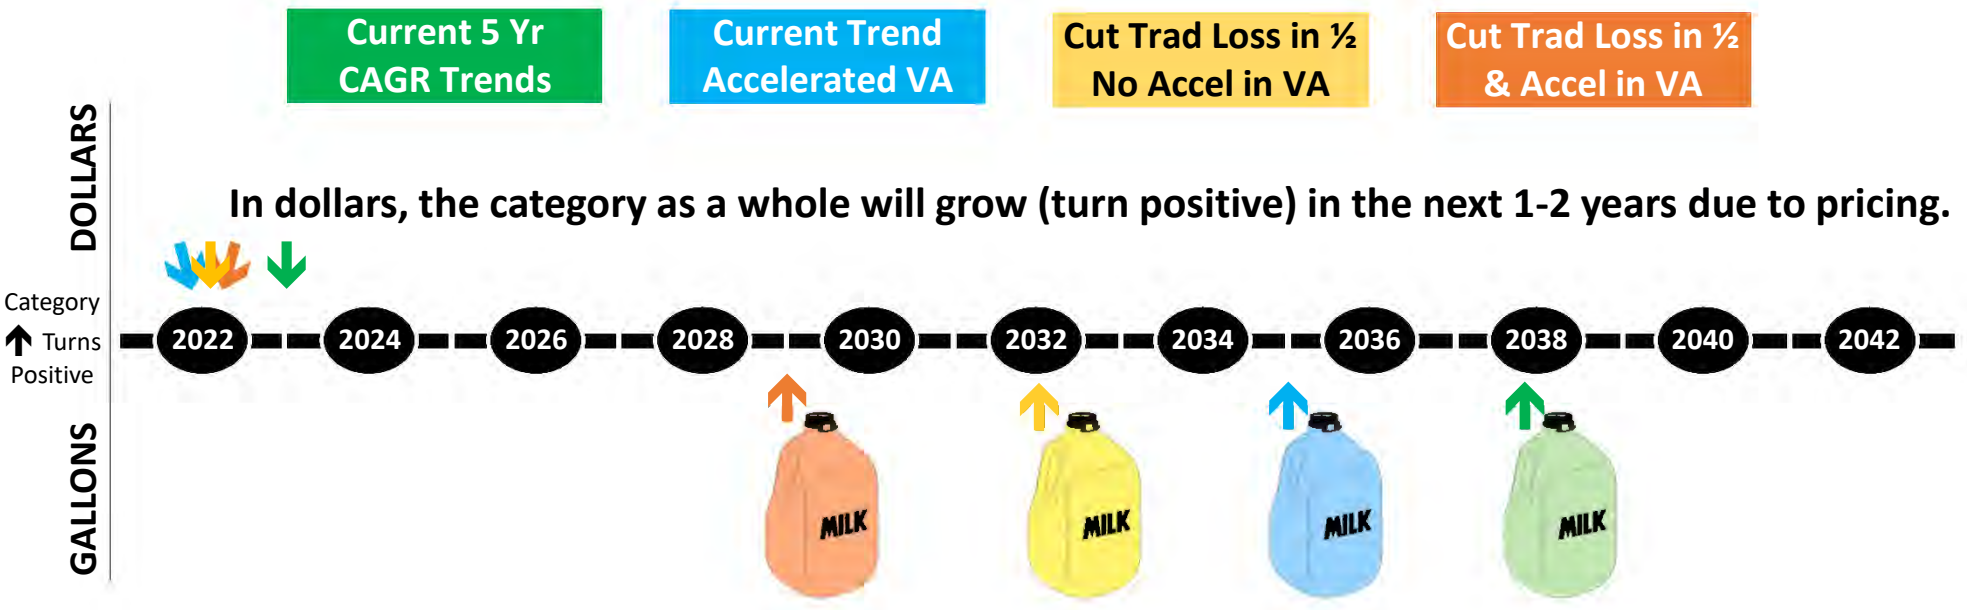 Current 5 Yr
CAGR Trends
Current Trend
Accelerated VA
Cut Trad Loss in ½
No Accel in VA
Cut Trad Loss in ½
& Accel in VA
DOLLARS
In dollars, the category as a whole will grow (turn positive) in the next 1-2 years due to pricing.
Category
Turns
Positive
2022
2024
2026
2028
2030
2032
2034
2036
2038
2040
2042
GALLONS
MILK
MILK
MILK
MILK